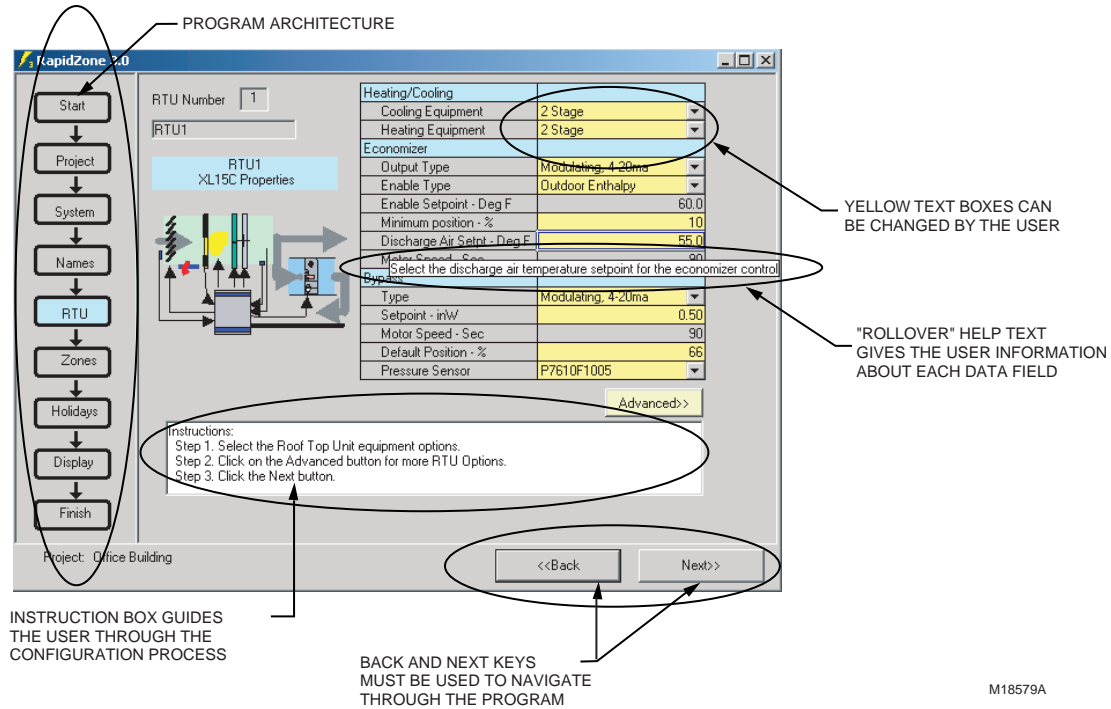 PROGRAM ARCHITECTURE
RapidZone 3.0
Start
Project
System
Names
RTU
Zones
Holidays
Display
Finish
RTU Number 1
RTU1
RTU1
XL15C Properties
Heating/Cooling
Cooling Equipment 2 Stage
Heating Equipment 2 Stage
Economizer
Output Type Modulating, 4-20ma
Enable Type Outdoor Enthalpy
Enable Setpoint - Deg F 60.0
Minimum position - % 10
Discharge Air Setpt - Deg F 55.0
Motor Speed - Sec 90
Select the discharge air temperature setpoint for the economizer control
Bypass
Type Modulating, 4-20ma
Setpoint - inW 0.50
Motor Speed - Sec 90
Default Position - % 66
Pressure Sensor P7610F1005
Advanced>>
Instructions:
Step 1. Select the Roof Top Unit equipment options.
Step 2. Click on the Advanced button for more RTU Options.
Step 3. Click the Next button.
Project: Office Building
<<Back
Next>>
YELLOW TEXT BOXES CAN
BE CHANGED BY THE USER
"ROLLOVER" HELP TEXT
GIVES THE USER INFORMATION
ABOUT EACH DATA FIELD
INSTRUCTION BOX GUIDES
THE USER THROUGH THE
CONFIGURATION PROCESS
BACK AND NEXT KEYS
MUST BE USED TO NAVIGATE
THROUGH THE PROGRAM
M18579A